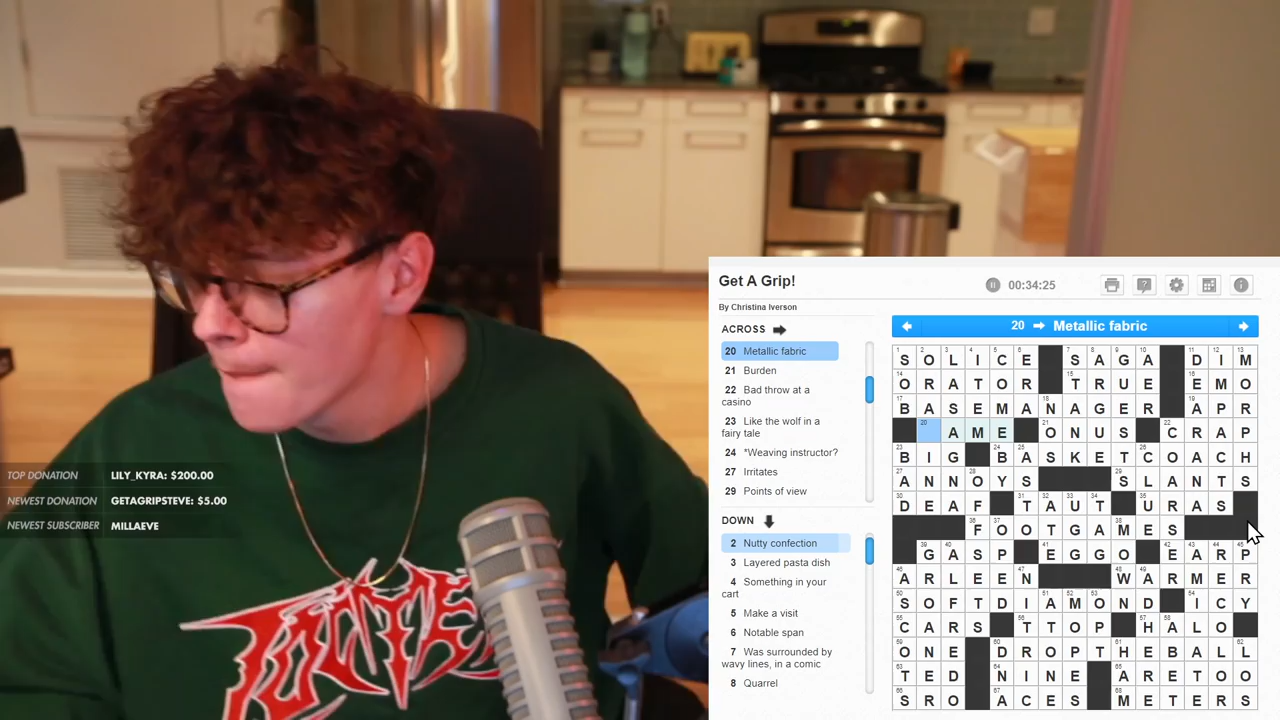 TOP DONATION LILY_KYRA: $200.00
NEWEST DONATION GETAGRIPSTEVE: $5.00
NEWEST SUBSCRIBER MILLAEVE
Get A Grip!
00:34:25
By Christina Iverson
ACROSS
20 Metallic fabric
21 Burden
22 Bad throw at a
casino
23 Like the wolf in a
fairy tale
24 *Weaving instructor?
27 Irritates
29 Points of view
DOWN
2 Nutty confection
3 Layered pasta dish
4 Something in your
cart
5 Make a visit
6 Notable span
7 Was surrounded by
wavy lines, in a comic
8 Quarrel
20 Metallic fabric
S O L I C E S A G A D I M
O R A T O R T R U E E M O
B A S E M A N A G E R A P R
A M E O N U S C R A P
B I G B A S K E T C O A C H
A N N O Y S S L A N T S
D E A F T A U T U R A S
F O O T G A M E S
G A S P E G G O E A R P
A R L E E N W A R M E R
S O F T D I A M O N D I C Y
C A R S T T O P H A L O
O N E D R O P T H E B A L L
T E D N I N E A R E T O O
S R O A C E S M E T E R S